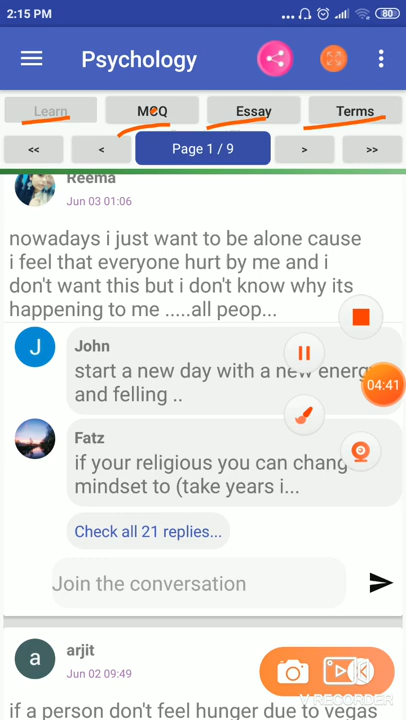 2:15 PM
80
Psychology
Learn
MCQ
Essay
Terms
<<
<
Page 1 / 9
>
>>
Reema
Jun 03 01:06
nowadays i just want to be alone cause
i feel that everyone hurt by me and i
don't want this but i don't know why its
happening to me .....all peop...
J
John
start a new day with a new energ
and felling ..
04:41
Fatz
if your religious you can chang
mindset to (take years i...
Check all 21 replies...
Join the conversation
a
arjit
Jun 02 09:49
V RECORDER
if a person don't feel hunger due to vegas